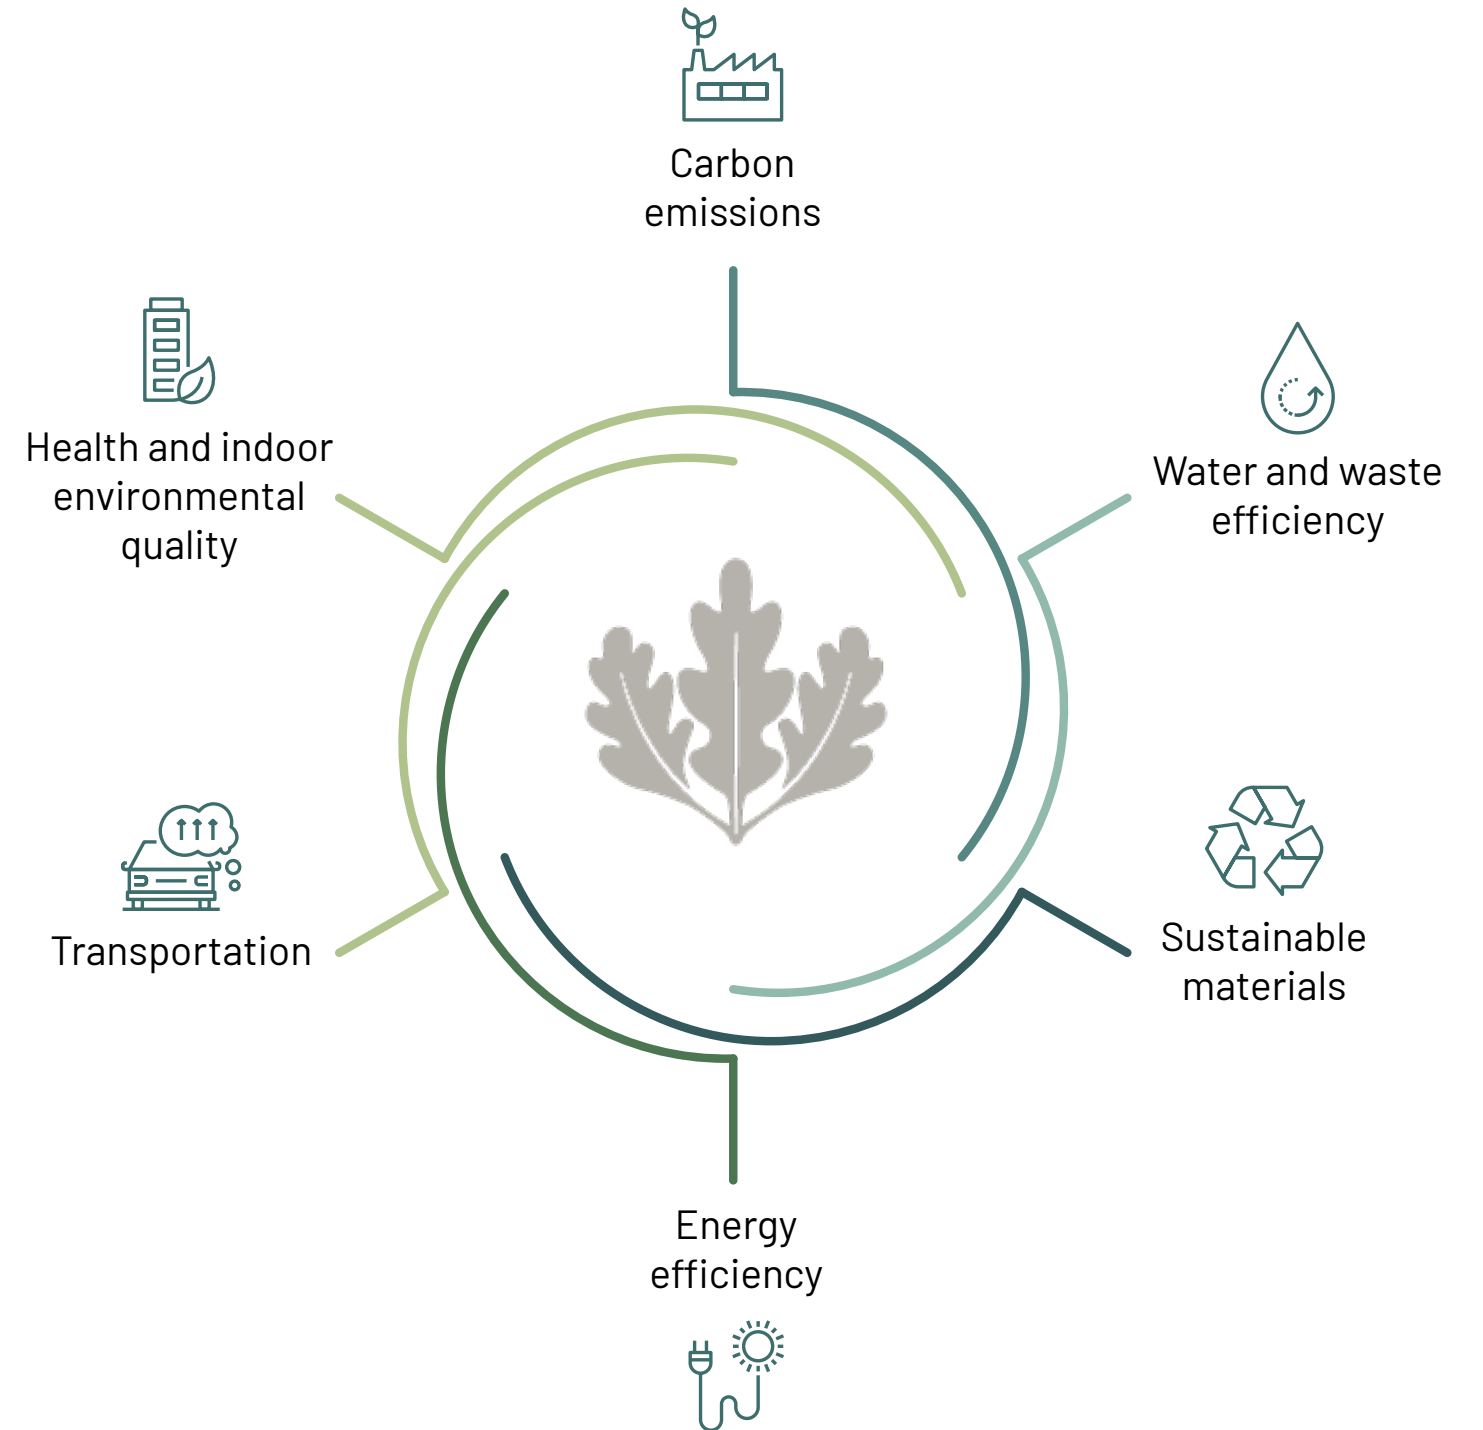 Carbon
emissions
Health and indoor
environmental
quality
Water and waste
efficiency
Transportation
Sustainable
materials
Energy
efficiency